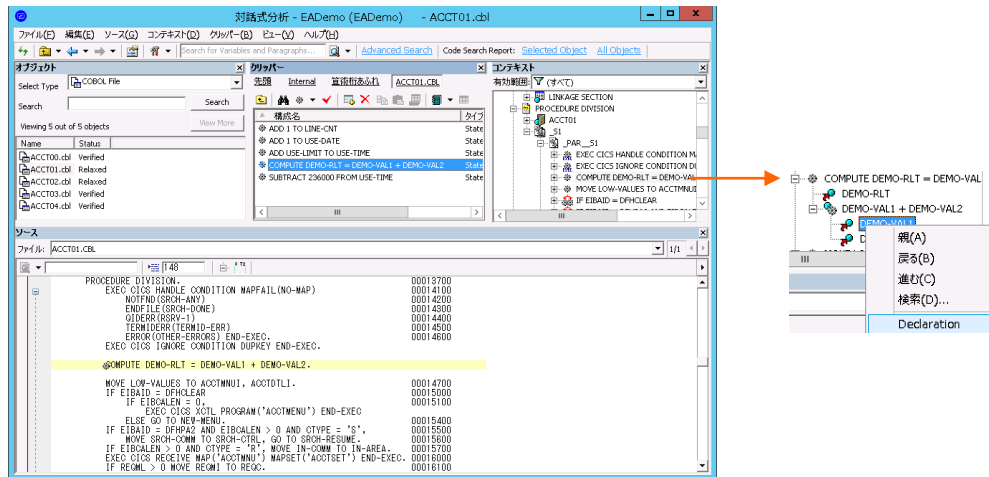 対話式分析 - EADemo (EADemo) - ACCT01.cbl
ファイル(F) 編集(E) ソース(G) コンテキスト(D) クリッパー(B) ビュー(V) ヘルプ(H)
Search for Variables and Paragraphs... Advanced Search Code Search Report: Selected Object All Objects
オブジェクト
Select Type COBOL File
Search Search
Viewing 5 out of 5 objects View More
Name Status
ACCT00.cbl Verified
ACCT01.cbl Relaxed
ACCT02.cbl Relaxed
ACCT03.cbl Verified
ACCT04.cbl Verified
クリッパー
先頭 Internal 算術桁あふれ ACCT01.CBL
構成名 タイプ
ADD 1 TO LINE-CNT State
ADD 1 TO USE-DATE State
ADD USE-LIMIT TO USE-TIME State
COMPUTE DEMO-RLT = DEMO-VAL1 + DEMO-VAL2 State
SUBTRACT 236000 FROM USE-TIME State
コンテキスト
有効範囲: (すべて)
LINKAGE SECTION
PROCEDURE DIVISION
ACCT01
_S1
_PAR__S1
EXEC CICS HANDLE CONDITION M
EXEC CICS IGNORE CONDITION D
COMPUTE DEMO-RLT = DEMO-VAL
MOVE LOW-VALUES TO ACCTMNUI
IF EIBAID = DFHCLEAR
COMPUTE DEMO-RLT = DEMO-VAL
DEMO-RLT
DEMO-VAL1 + DEMO-VAL2
DEMO-VAL1
親(A)
戻る(B)
進む(C)
検索(D)...
Declaration
ソース
ファイル: ACCT01.CBL 1/1
148
PROCEDURE DIVISION. 00013700
EXEC CICS HANDLE CONDITION MAPFAIL(NO-MAP) 00014100
NOTFND(SRCH-ANY) 00014200
ENDFILE(SRCH-DONE) 00014300
QIDERR(RSRV-1) 00014400
TERMIDERR(TERMID-ERR) 00014500
ERROR(OTHER-ERRORS) END-EXEC. 00014600
EXEC CICS IGNORE CONDITION DUPKEY END-EXEC.
COMPUTE DEMO-RLT = DEMO-VAL1 + DEMO-VAL2.
MOVE LOW-VALUES TO ACCTMNUI, ACCTDTLI. 00014700
IF EIBAID = DFHCLEAR 00015000
IF EIBCALEN = 0, 00015100
EXEC CICS XCTL PROGRAM('ACCTMENU') END-EXEC
ELSE GO TO NEW-MENU. 00015400
IF EIBAID = DFHPA2 AND EIBCALEN > 0 AND CTYPE = 'S', 00015500
MOVE SRCH-COMM TO SRCH-CTRL, GO TO SRCH-RESUME. 00015600
IF EIBCALEN > 0 AND CTYPE = 'R', MOVE IN-COMM TO IN-AREA. 00015700
EXEC CICS RECEIVE MAP('ACCTMNU') MAPSET('ACCTSET') END-EXEC. 00016000
IF REQML > 0 MOVE REQMI TO REQC. 00016100